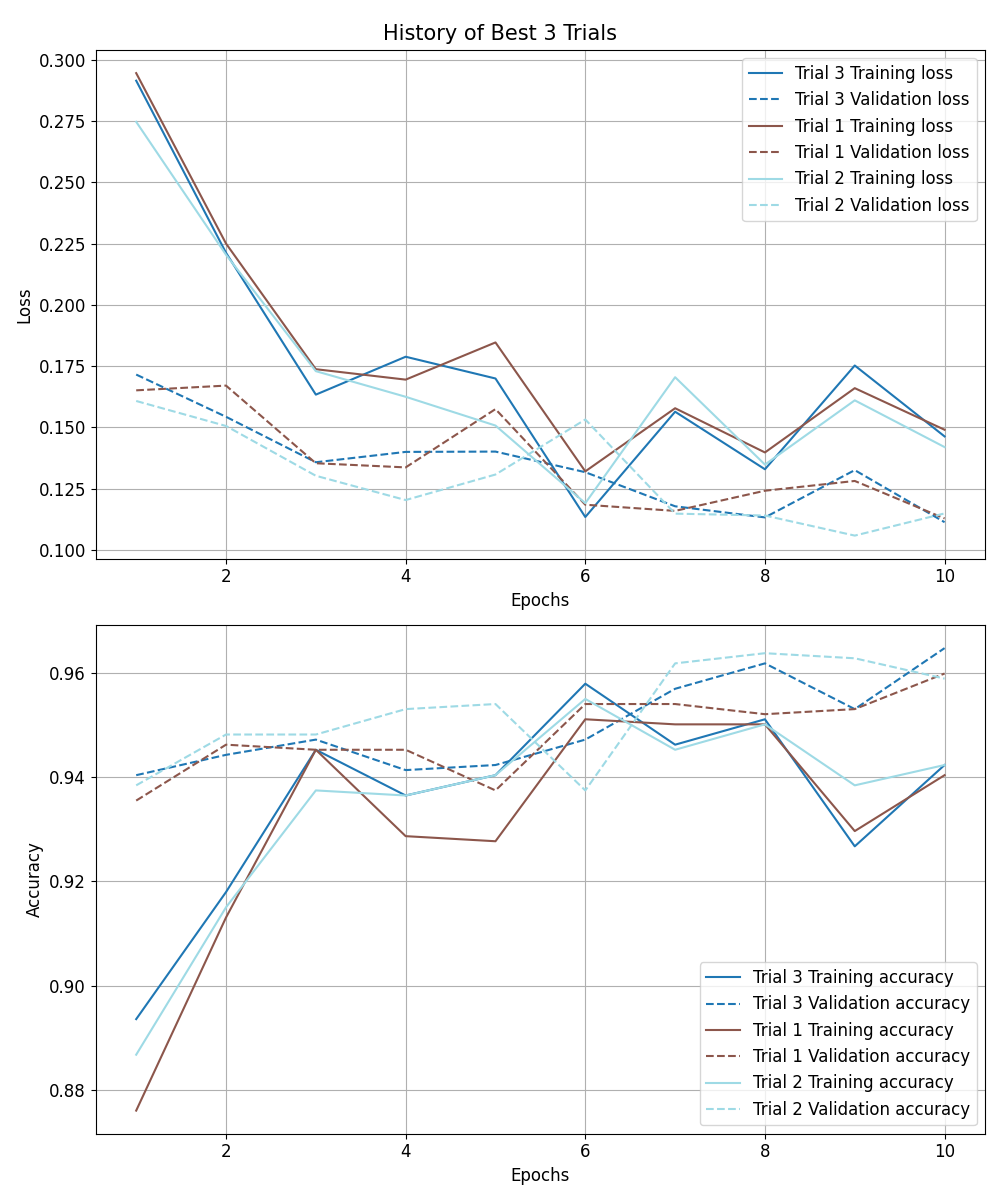 History of Best 3 Trials
0.300
0.275
0.250
0.225
0.200
0.175
0.150
0.125
0.100
Loss
Trial 3 Training loss
Trial 3 Validation loss
Trial 1 Training loss
Trial 1 Validation loss
Trial 2 Training loss
Trial 2 Validation loss
2 4 6 8 10
Epochs
0.96
0.94
0.92
0.90
0.88
Accuracy
Trial 3 Training accuracy
Trial 3 Validation accuracy
Trial 1 Training accuracy
Trial 1 Validation accuracy
Trial 2 Training accuracy
Trial 2 Validation accuracy
2 4 6 8 10
Epochs